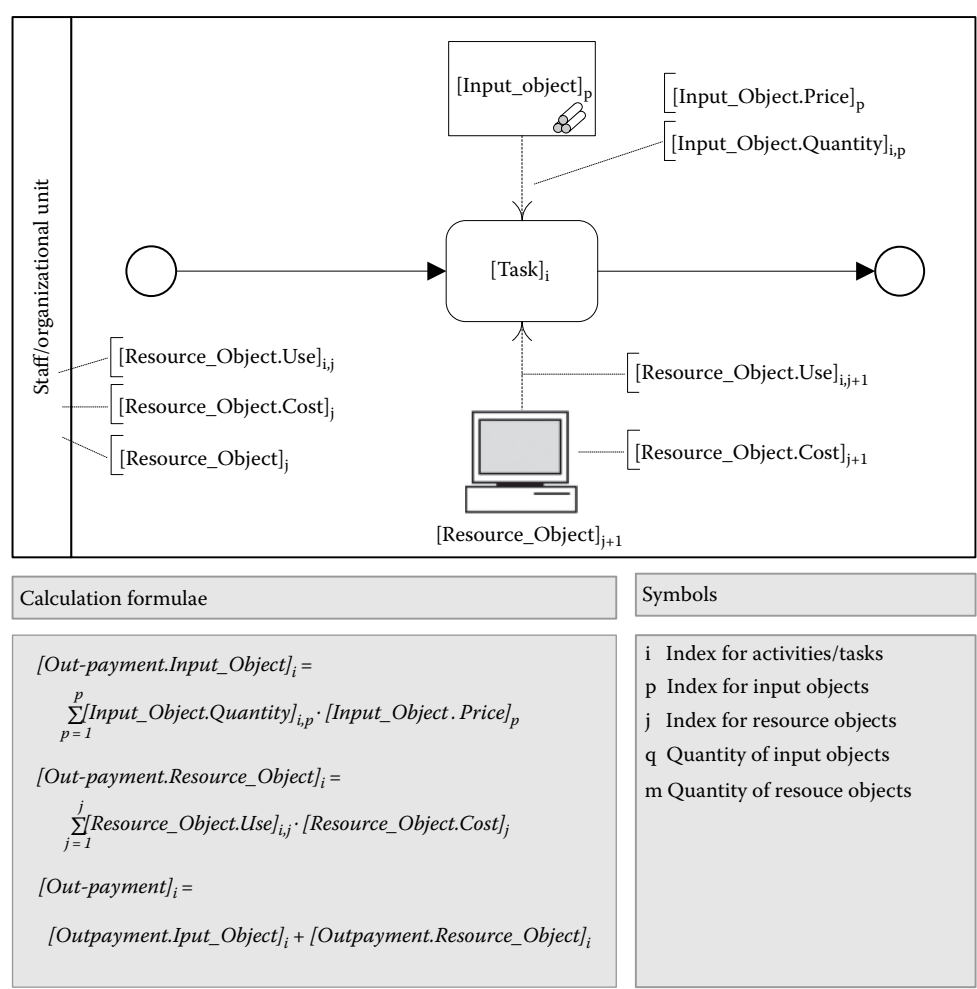 Staff/organizational unit
[Input_object]p
[Input_Object.Price]p
[Input_Object.Quantity]i,p
[Task]i
[Resource_Object.Use]i,j
[Resource_Object.Cost]j
[Resource_Object]j
[Resource_Object.Use]i,j+1
[Resource_Object.Cost]j+1
[Resource_Object]j+1
Calculation formulae
[Out-payment.Input_Object]i =
p
∑[Input_Object.Quantity]i,p · [Input_Object . Price]p
p = 1
[Out-payment.Resource_Object]i =
j
∑[Resource_Object.Use]i,j · [Resource_Object.Cost]j
j = 1
[Out-payment]i =
[Outpayment.Iput_Object]i + [Outpayment.Resource_Object]i
Symbols
i Index for activities/tasks
p Index for input objects
j Index for resource objects
q Quantity of input objects
m Quantity of resouce objects